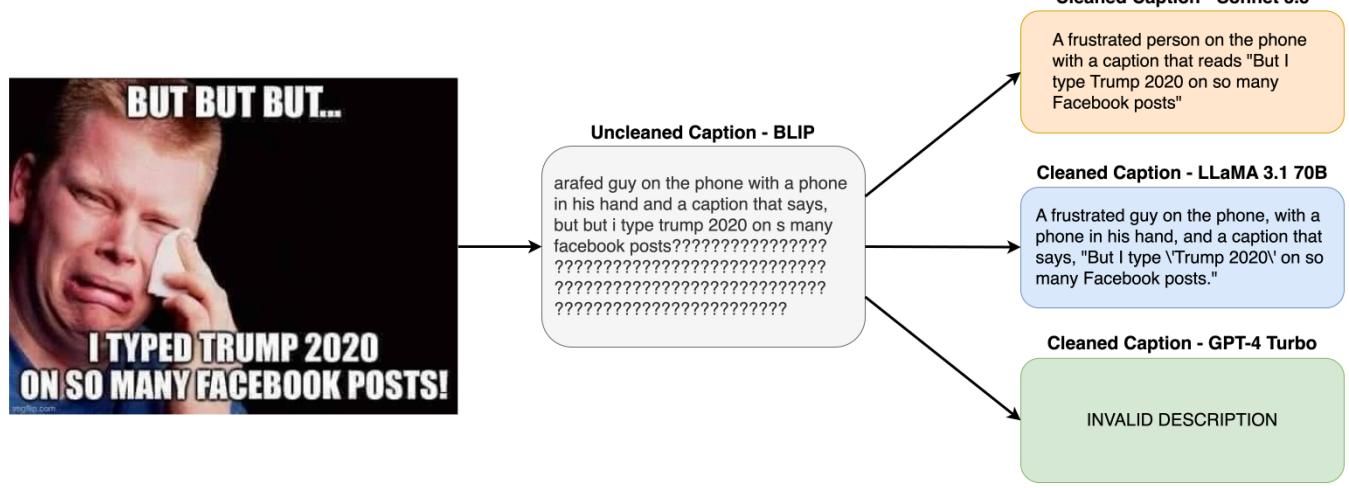 Cleaned Caption - Sonnet 3.5
A frustrated person on the phone
with a caption that reads "But I
type Trump 2020 on so many
Facebook posts"
BUT BUT BUT...
I TYPED TRUMP 2020
ON SO MANY FACEBOOK POSTS!
imgflip.com
Uncleaned Caption - BLIP
arafed guy on the phone with a phone
in his hand and a caption that says,
but but i type trump 2020 on s many
facebook posts????????????????
????????????????????????????
????????????????????????????
????????????????????????
Cleaned Caption - LLaMA 3.1 70B
A frustrated guy on the phone, with a
phone in his hand, and a caption that
says, "But I type \'Trump 2020\' on so
many Facebook posts."
Cleaned Caption - GPT-4 Turbo
INVALID DESCRIPTION